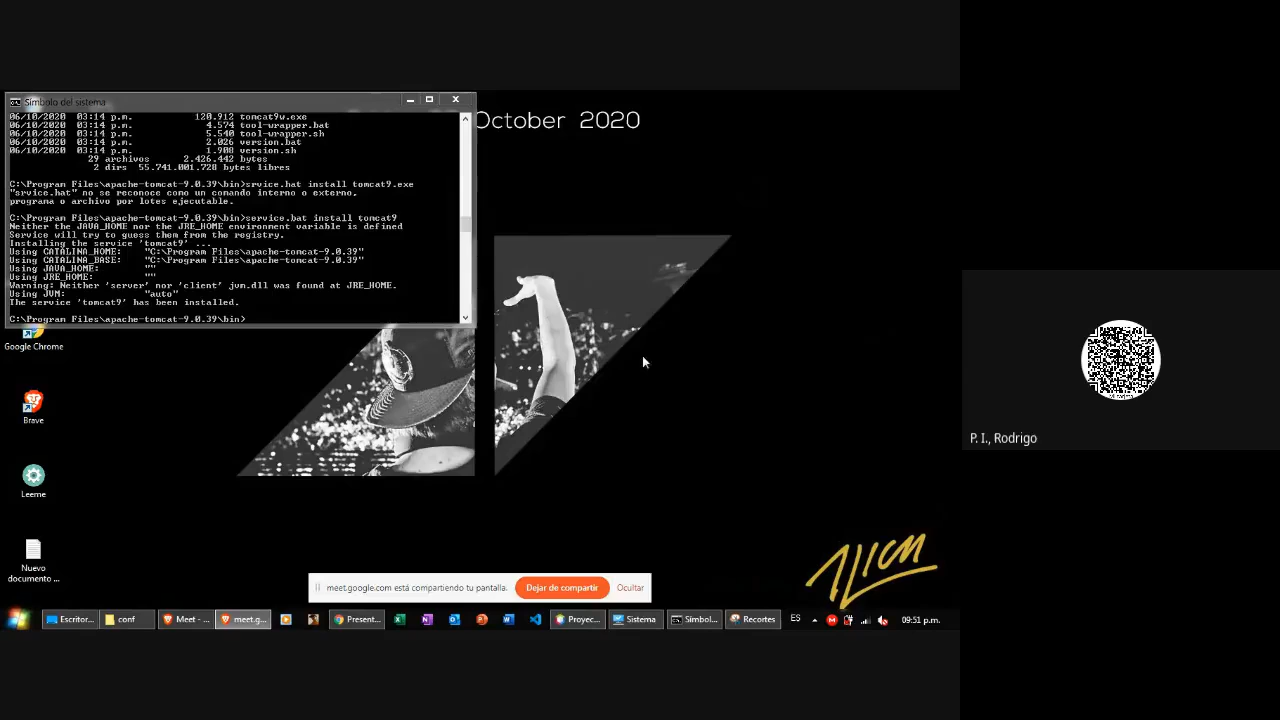 Símbolo del sistema
06/10/2020 03:14 p.m. 120.912 tomcat9w.exe
06/10/2020 03:14 p.m. 4.574 tool-wrapper.bat
06/10/2020 03:14 p.m. 5.540 tool-wrapper.sh
06/10/2020 03:14 p.m. 2.026 version.bat
06/10/2020 03:14 p.m. 1.908 version.sh
29 archivos 2.426.442 bytes
2 dirs 55.741.001.728 bytes libres
C:\Program Files\apache-tomcat-9.0.39\bin>srvice.hat install tomcat9.exe
"srvice.hat" no se reconoce como un comando interno o externo,
programa o archivo por lotes ejecutable.
C:\Program Files\apache-tomcat-9.0.39\bin>service.bat install tomcat9
Neither the JAVA_HOME nor the JRE_HOME environment variable is defined
Service will try to guess them from the registry.
Installing the service 'tomcat9' ...
Using CATALINA_HOME: "C:\Program Files\apache-tomcat-9.0.39"
Using CATALINA_BASE: "C:\Program Files\apache-tomcat-9.0.39"
Using JAVA_HOME: ""
Using JRE_HOME: ""
Warning: Neither 'server' nor 'client' jvm.dll was found at JRE_HOME.
Using JVM: "auto"
The service 'tomcat9' has been installed.
C:\Program Files\apache-tomcat-9.0.39\bin>
October 2020
Google Chrome
Brave
Leeme
Nuevo
documento ...
P. I., Rodrigo
meet.google.com está compartiendo tu pantalla.
Dejar de compartir
Ocultar
Escritor...
conf
Meet - ...
meet.g...
Present...
Proyec...
Sistema
Símbol...
Recortes
ES
09:51 p.m.